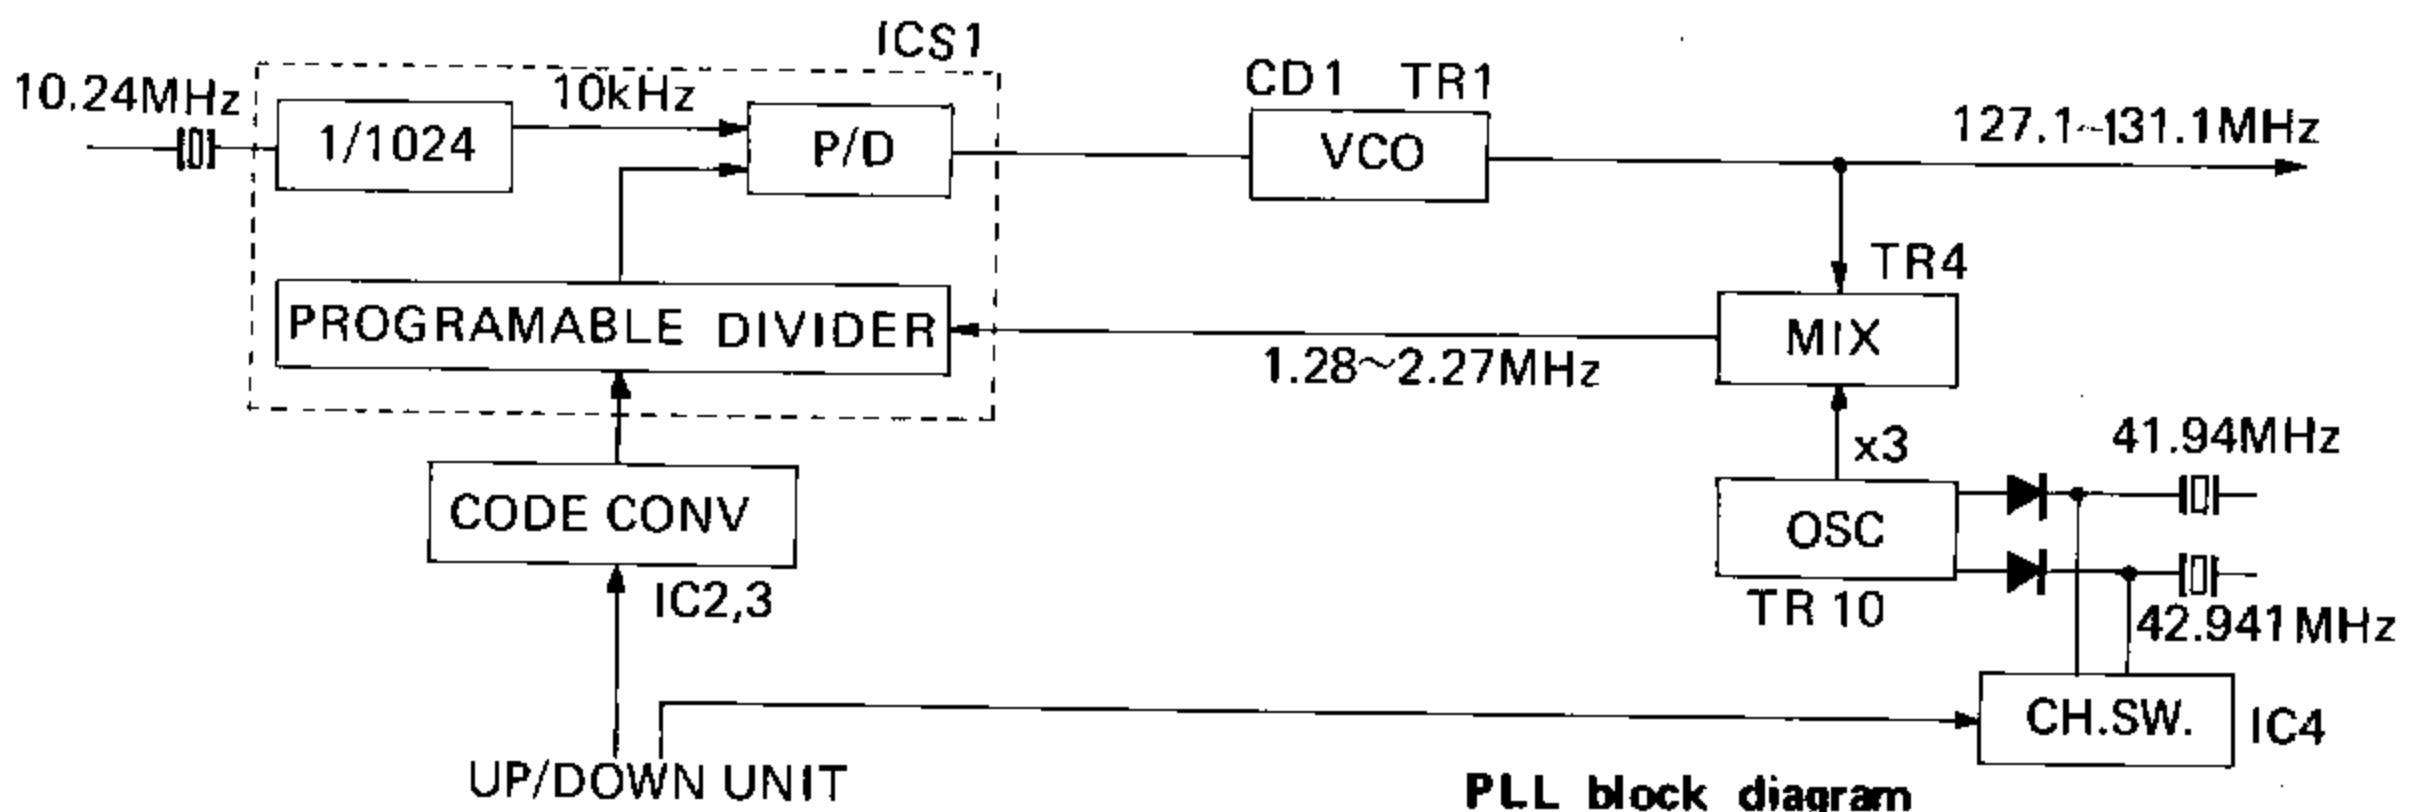 ICS1
10.24MHz
1/1024
10kHz
P/D
CD1 TR1
VCO
127.1~131.1MHz
TR4
MIX
PROGRAMABLE DIVIDER
1.28~2.27MHz
x3
41.94MHz
CODE CONV
OSC
IC2,3
TR 10
42.941MHz
CH.SW.
IC4
UP/DOWN UNIT
PLL block diagram